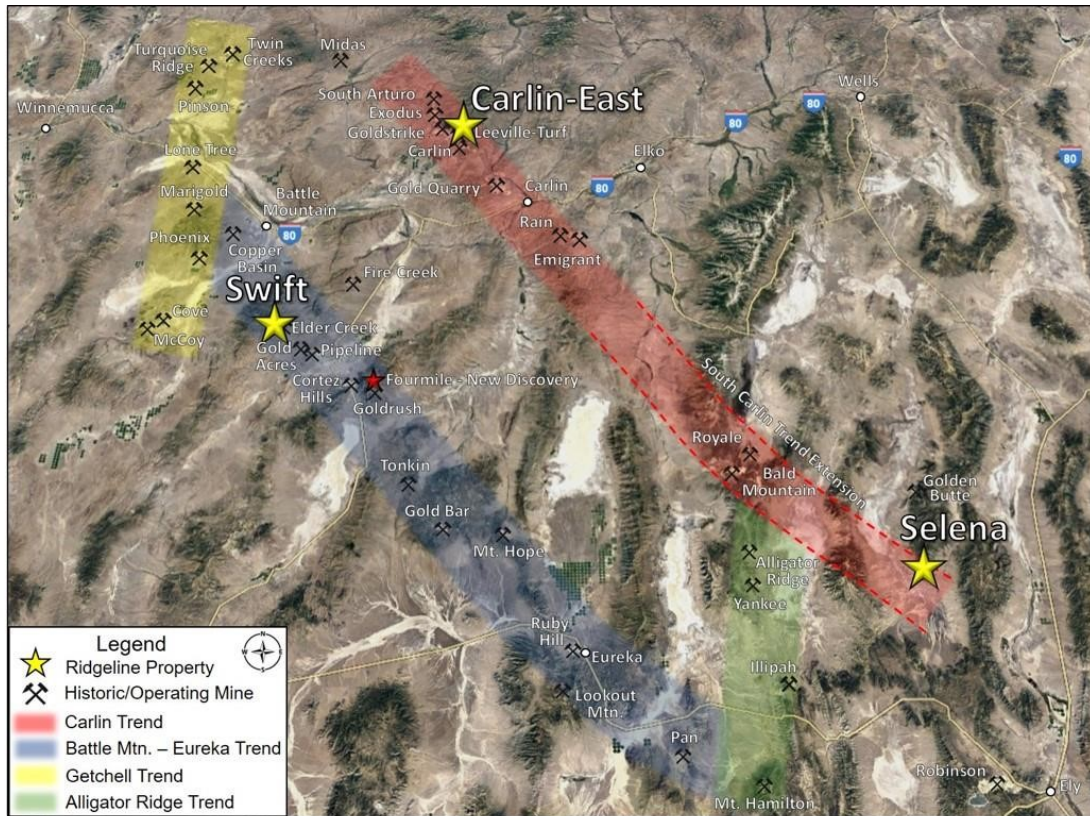 Turquoise
Ridge
Twin
Creeks
Midas
Pinson
Winnemucca
South Arturo
Exodus
Goldstrike
Carlin-East
Leeville-Turf
Carlin
Wells
80
80
80
Elko
80
Gold Quarry
Carlin
Lone Tree
Marigold
Battle
Mountain
80
Rain
Emigrant
Phoenix
Copper
Basin
Fire Creek
Swift
Cove
McCoy
Elder Creek
Gold
Acres
Pipeline
Cortez
Hills
Fourmile - New Discovery
Goldrush
South Carlin Trend Extension
Royale
Bald
Mountain
Golden
Butte
Selena
Tonkin
Gold Bar
Mt. Hope
Alligator
Ridge
Yankee
Ruby
Hill
Eureka
Lookout
Mtn.
Illipah
Pan
Mt. Hamilton
Robinson
Ely
Legend
N
Ridgeline Property
Historic/Operating Mine
Carlin Trend
Battle Mtn. – Eureka Trend
Getchell Trend
Alligator Ridge Trend